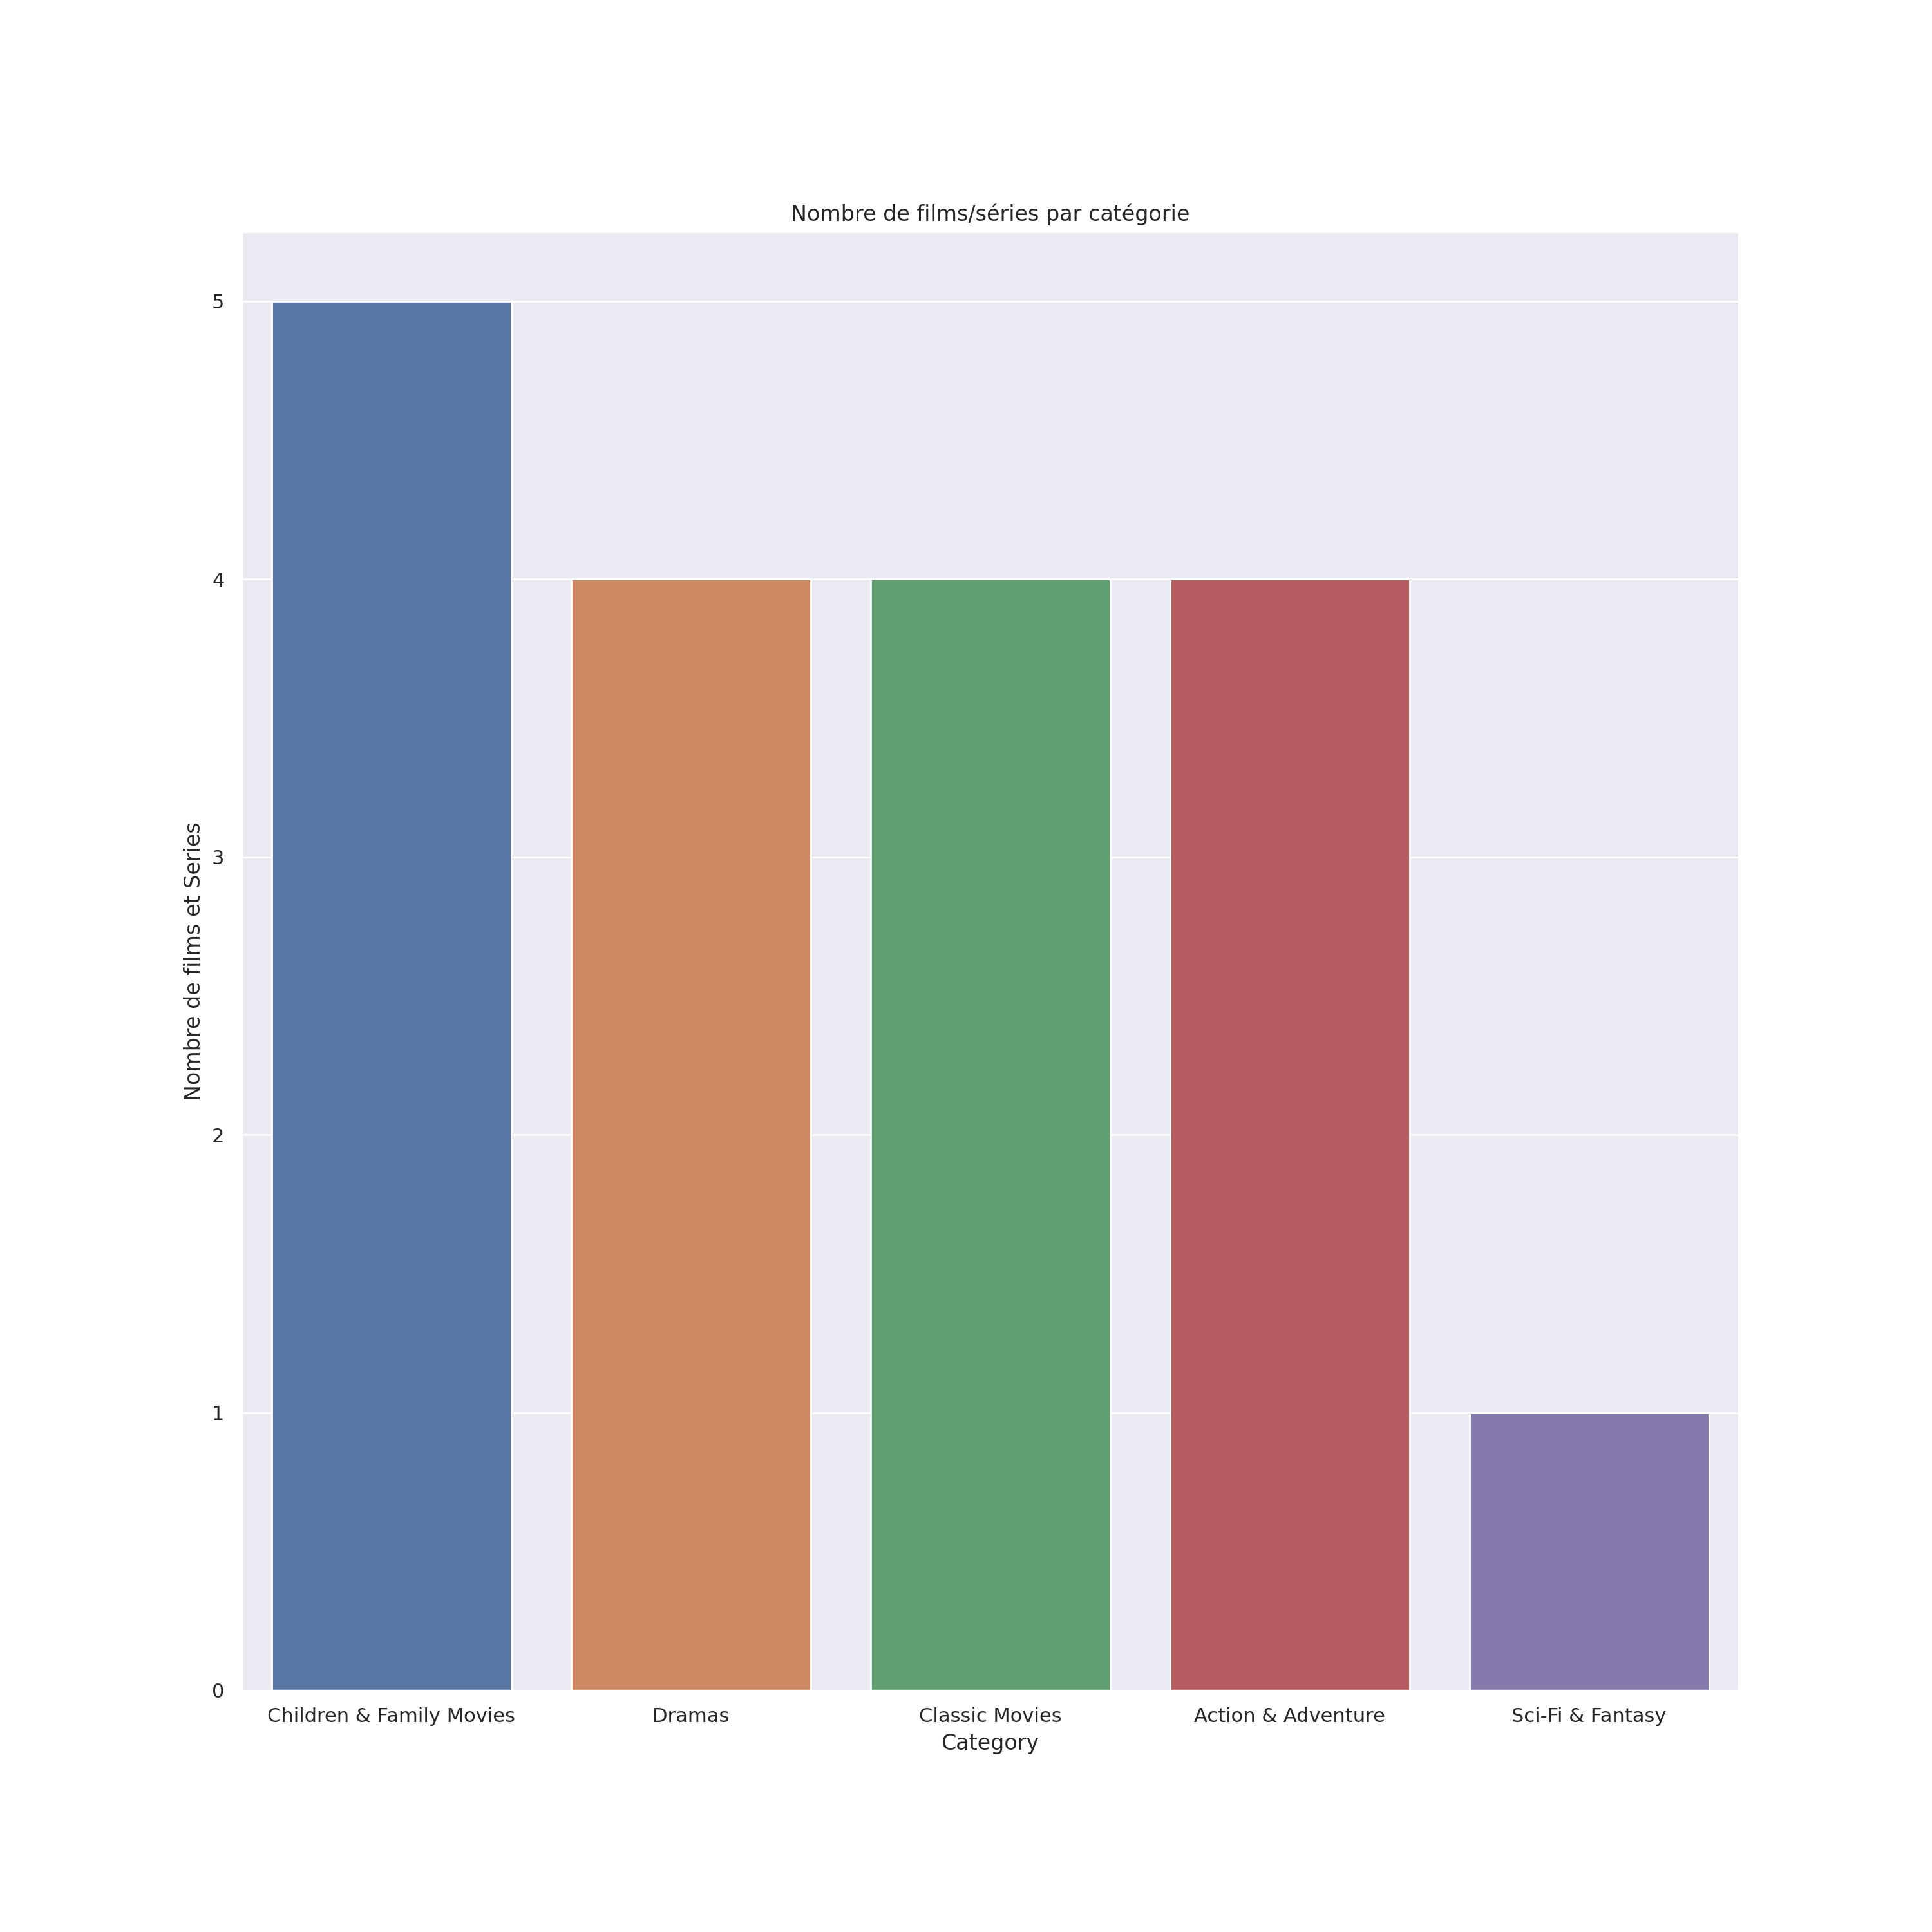 Nombre de films/séries par catégorie
Nombre de films et Series
5
4
3
2
1
0
Children & Family Movies
Dramas
Classic Movies
Action & Adventure
Sci-Fi & Fantasy
Category